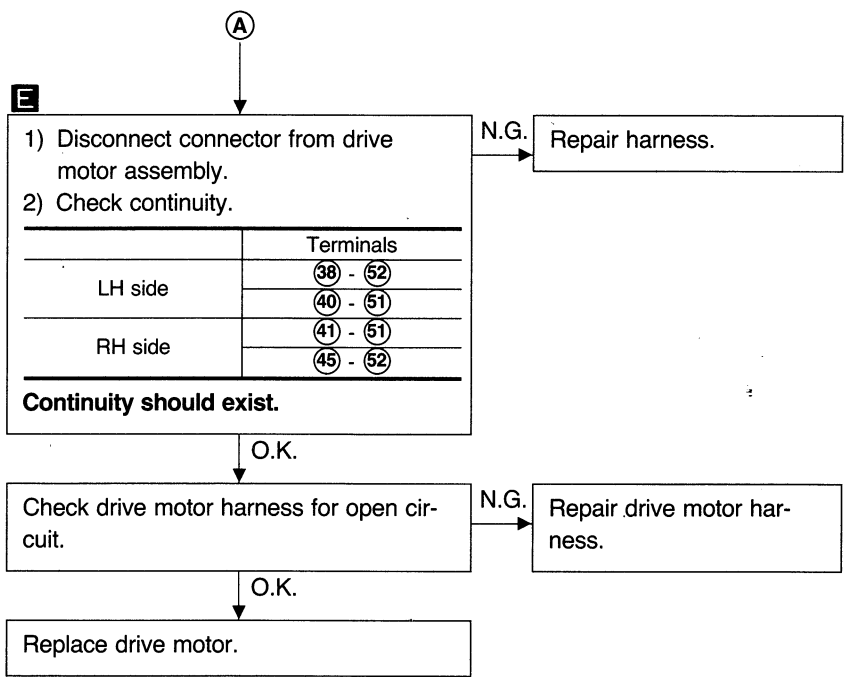 A
E
1) Disconnect connector from drive
motor assembly.
2) Check continuity.
N.G.
Repair harness.
Terminals
LH side
38 - 52
40 - 51
RH side
41 - 51
45 - 52
Continuity should exist.
O.K.
Check drive motor harness for open cir-
cuit.
N.G.
Repair drive motor har-
ness.
O.K.
Replace drive motor.